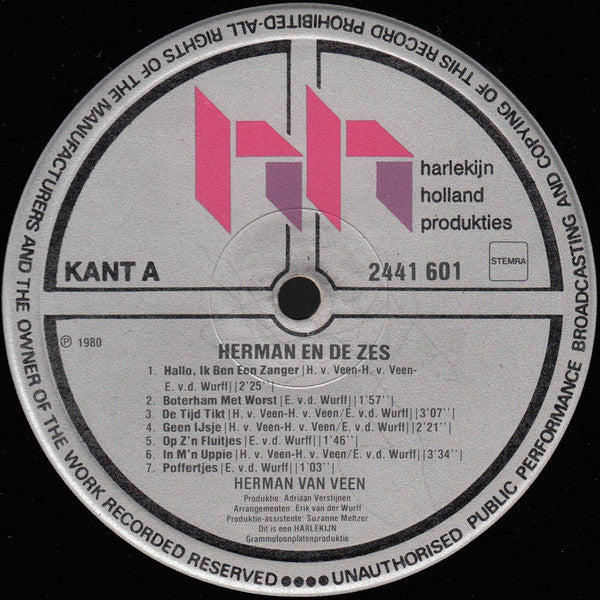 ALL RIGHTS OF THE MANUFACTURERS AND THE OWNER OF THE WORK RECORDED RESERVED ●●●● UNAUTHORISED PUBLIC PERFORMANCE BROADCASTING AND COPYING OF THIS RECORD PROHIBITED-
harlekijn
holland
produkties
KANT A
2441 601
STEMRA
℗ 1980
HERMAN EN DE ZES
1. Hallo, Ik Ben Een Zanger|H. v. Veen-H. v. Veen-
E. v.d. Wurff||2'25''|
2. Boterham Met Worst|E. v.d. Wurff||1'57''|
3. De Tijd Tikt|H. v. Veen-H. v. Veen/E. v.d. Wurff||3'07''|
4. Geen IJsje|H. v. Veen-H. v. Veen/E. v.d. Wurff||2'21''|
5. Op Z'n Fluitjes|E. v.d. Wurff||1'46''|
6. In M'n Uppie|H. v. Veen-H. v. Veen/E. v.d. Wurff||3'34''|
7. Poffertjes|E. v.d. Wurff||1'03''|
HERMAN VAN VEEN
Produktie: Adriaan Verstijnen
Arrangementen: Erik van der Wurff
Produktie-assistente: Suzanne Meltzer
Dit is een HARLEKIJN
Grammofoonplatenproduktie